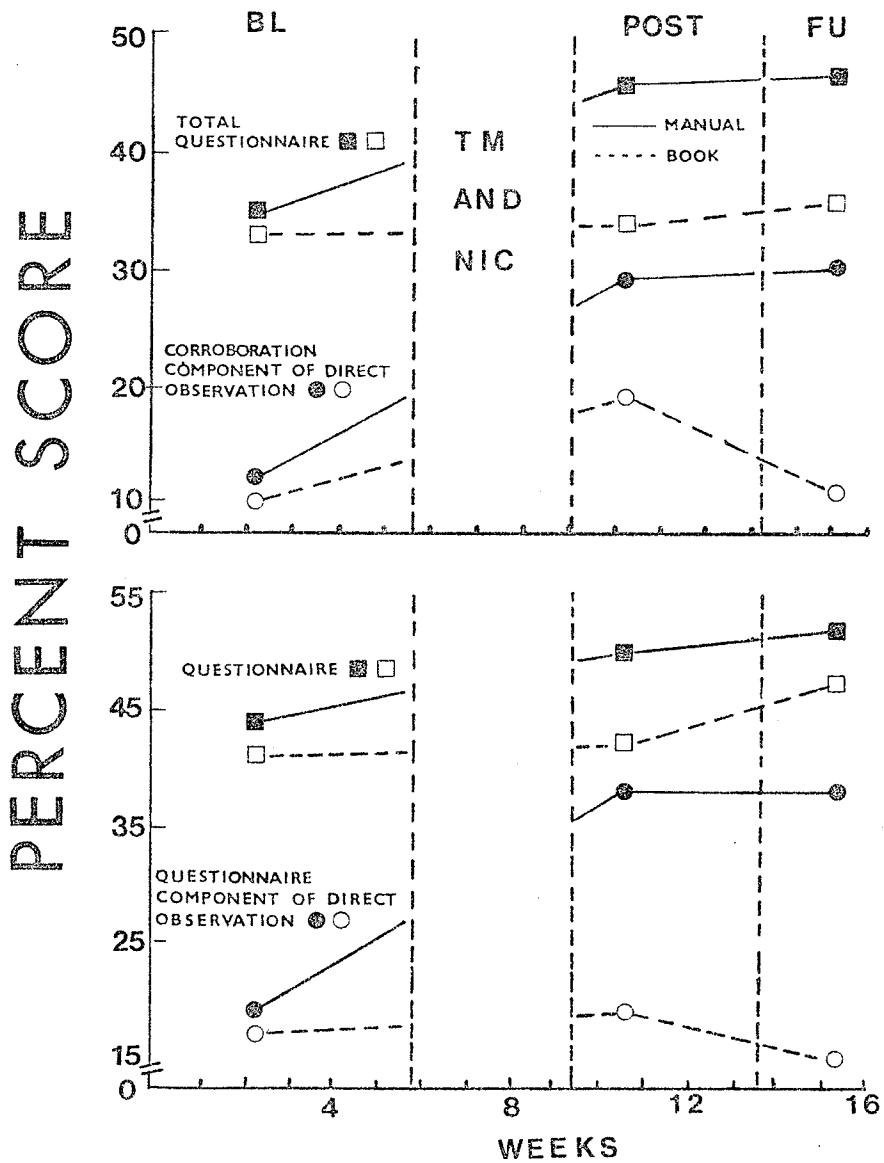 PERCENT SCORE
BL
POST
FU
50
40
30
20
10
0
TOTAL
QUESTIONNAIRE
TM
AND
NIC
MANUAL
BOOK
CORROBORATION
COMPONENT OF DIRECT
OBSERVATION
55
45
35
25
15
0
QUESTIONNAIRE
QUESTIONNAIRE
COMPONENT OF DIRECT
OBSERVATION
4
8
12
16
WEEKS